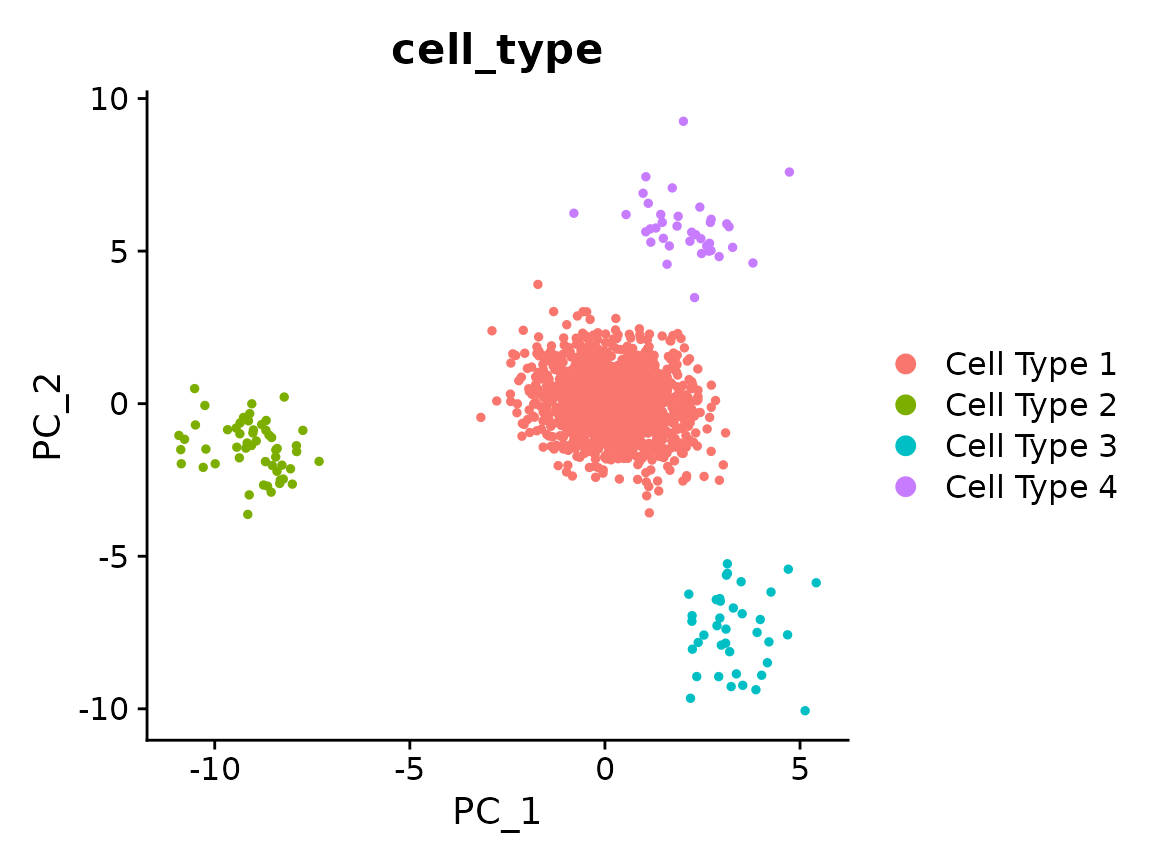 cell_type
10
5
0
-5
-10
PC_2
-10
-5
0
5
PC_1
Cell Type 1
Cell Type 2
Cell Type 3
Cell Type 4